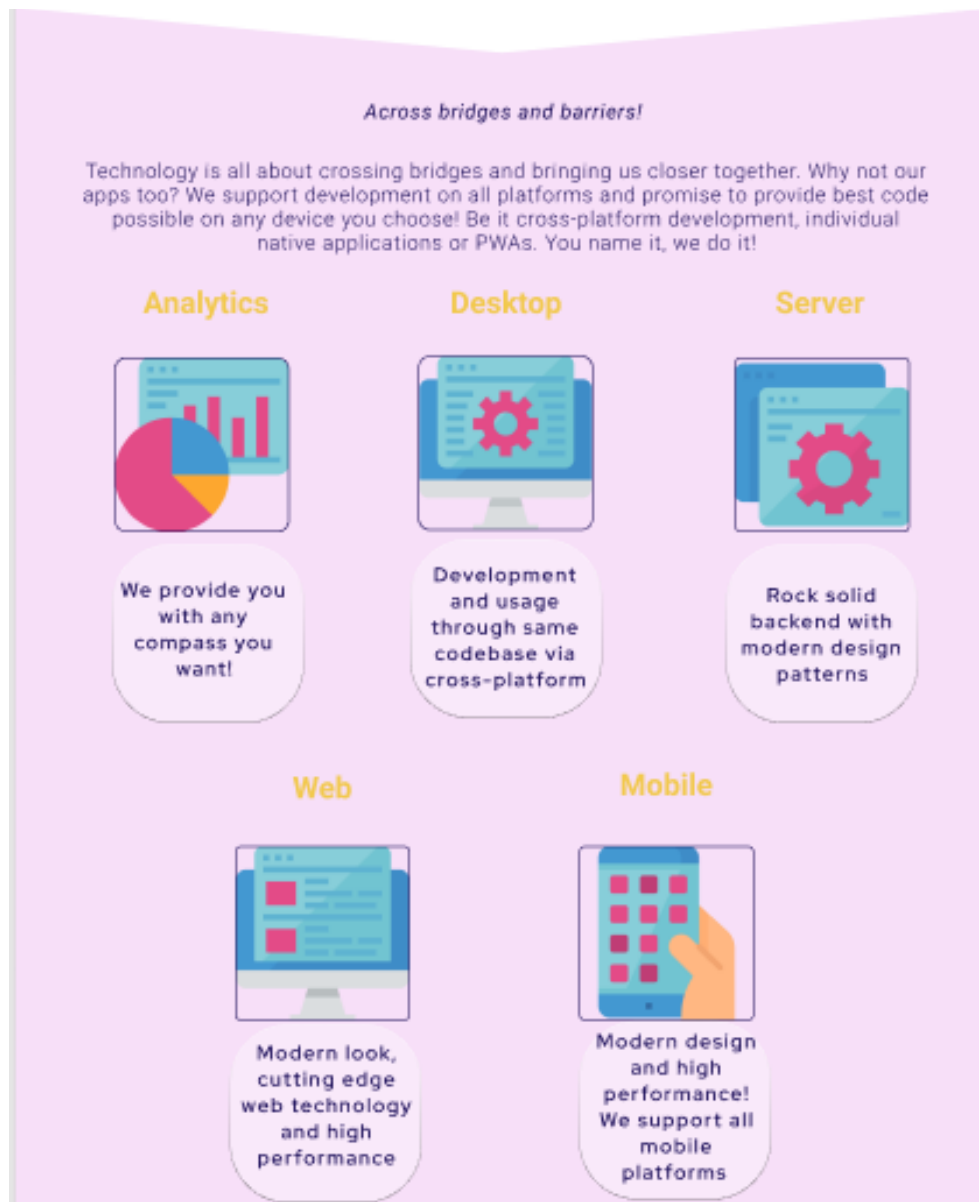 Across bridges and barriers!
Technology is all about crossing bridges and bringing us closer together. Why not our
apps too? We support development on all platforms and promise to provide best code
possible on any device you choose! Be it cross-platform development, individual
native applications or PWAs. You name it, we do it!
Analytics
Desktop
Server
We provide you
with any
compass you
want!
Development
and usage
through same
codebase via
cross-platform
Rock solid
backend with
modern design
patterns
Web
Mobile
Modern look,
cutting edge
web technology
and high
performance
Modern design
and high
performance!
We support all
mobile
platforms